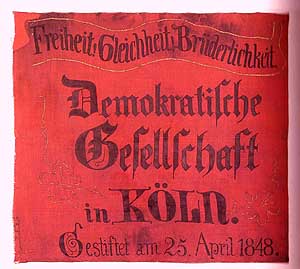 Freiheit, Gleichheit, Brüderlichkeit.
Demokratiſche
Geſellſchaft
in KÖLN.
Gestiftet am 25. April 1848.